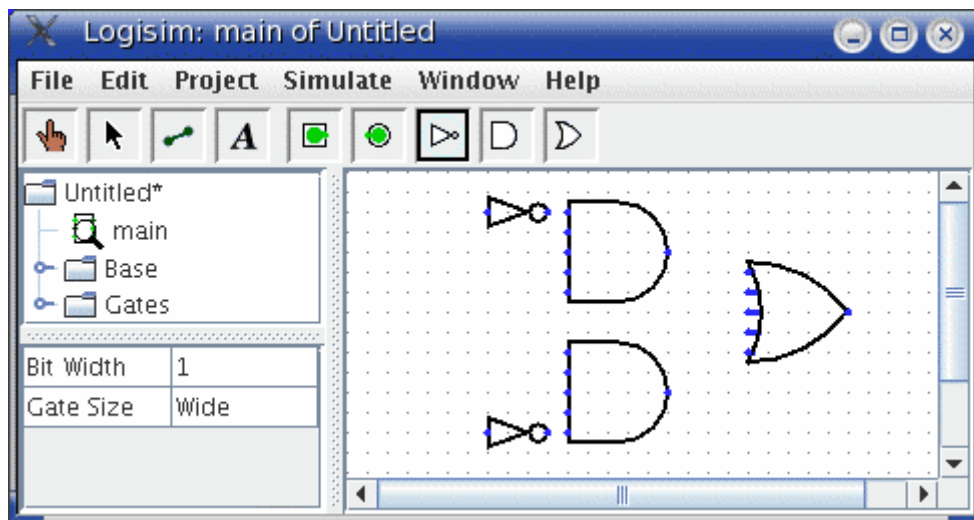 Logisim: main of Untitled
File Edit Project Simulate Window Help
A
Untitled*
main
Base
Gates
Bit Width 1
Gate Size Wide